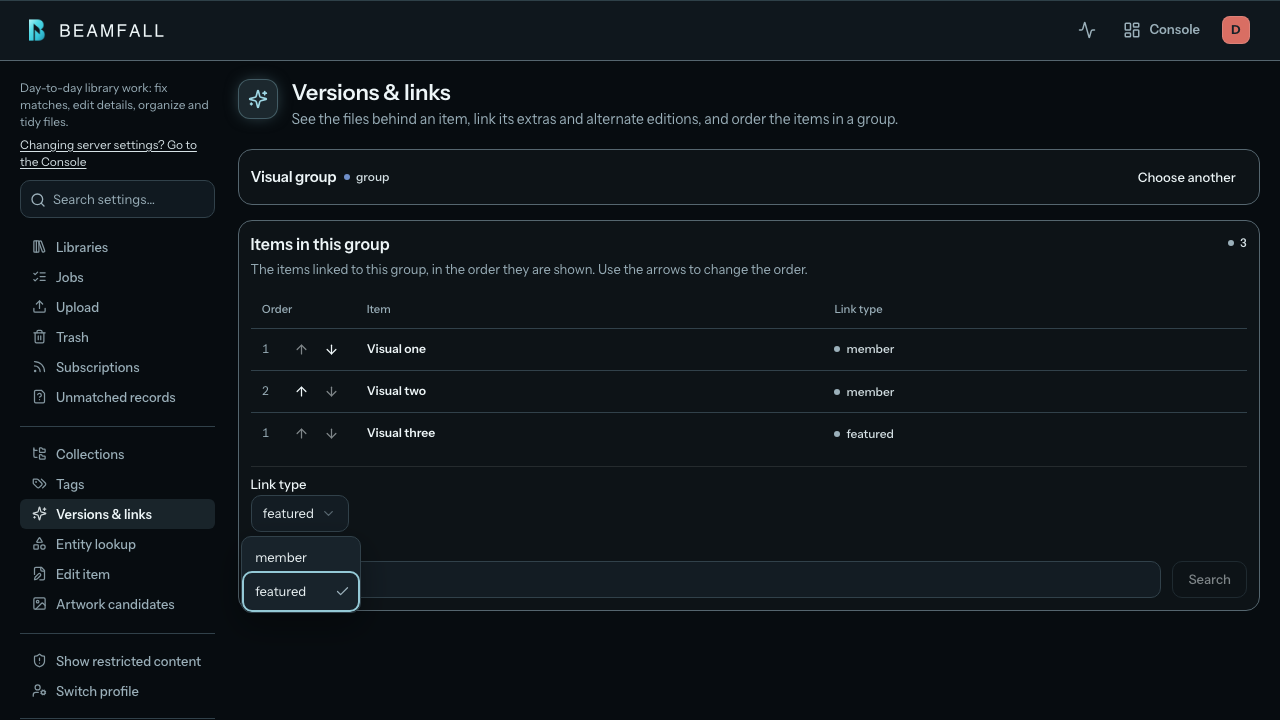 BEAMFALL
Console
D
Day-to-day library work: fix
matches, edit details, organize and
tidy files.
Changing server settings? Go to
the Console
Search settings...
Libraries
Jobs
Upload
Trash
Subscriptions
Unmatched records
Collections
Tags
Versions & links
Entity lookup
Edit item
Artwork candidates
Show restricted content
Switch profile
Versions & links
See the files behind an item, link its extras and alternate editions, and order the items in a group.
Visual group group
Choose another
Items in this group
3
The items linked to this group, in the order they are shown. Use the arrows to change the order.
Order Item Link type
1 Visual one member
2 Visual two member
1 Visual three featured
Link type
featured
member
featured
Search